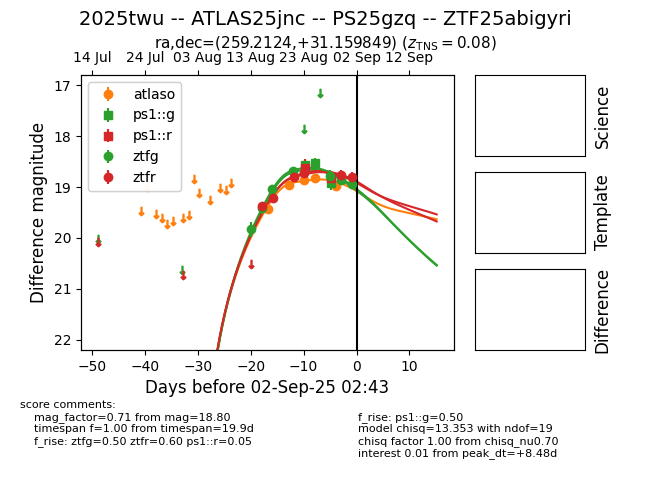 2025twu -- ATLAS25jnc -- PS25gzq -- ZTF25abigyri
ra,dec=(259.2124,+31.159849) (z_TNS = 0.08)
14 Jul 24 Jul 03 Aug 13 Aug 23 Aug 02 Sep 12 Sep
17
18
19
20
21
22
Difference magnitude
atlaso
ps1::g
ps1::r
ztfg
ztfr
−50 −40 −30 −20 −10 0 10
Days before 02-Sep-25 02:43
Science
Template
Difference
score comments:
mag_factor=0.71 from mag=18.80
timespan f=1.00 from timespan=19.9d
f_rise: ztfg=0.50 ztfr=0.60 ps1::r=0.05
f_rise: ps1::g=0.50
model chisq=13.353 with ndof=19
chisq factor 1.00 from chisq_nu0.70
interest 0.01 from peak_dt=+8.48d